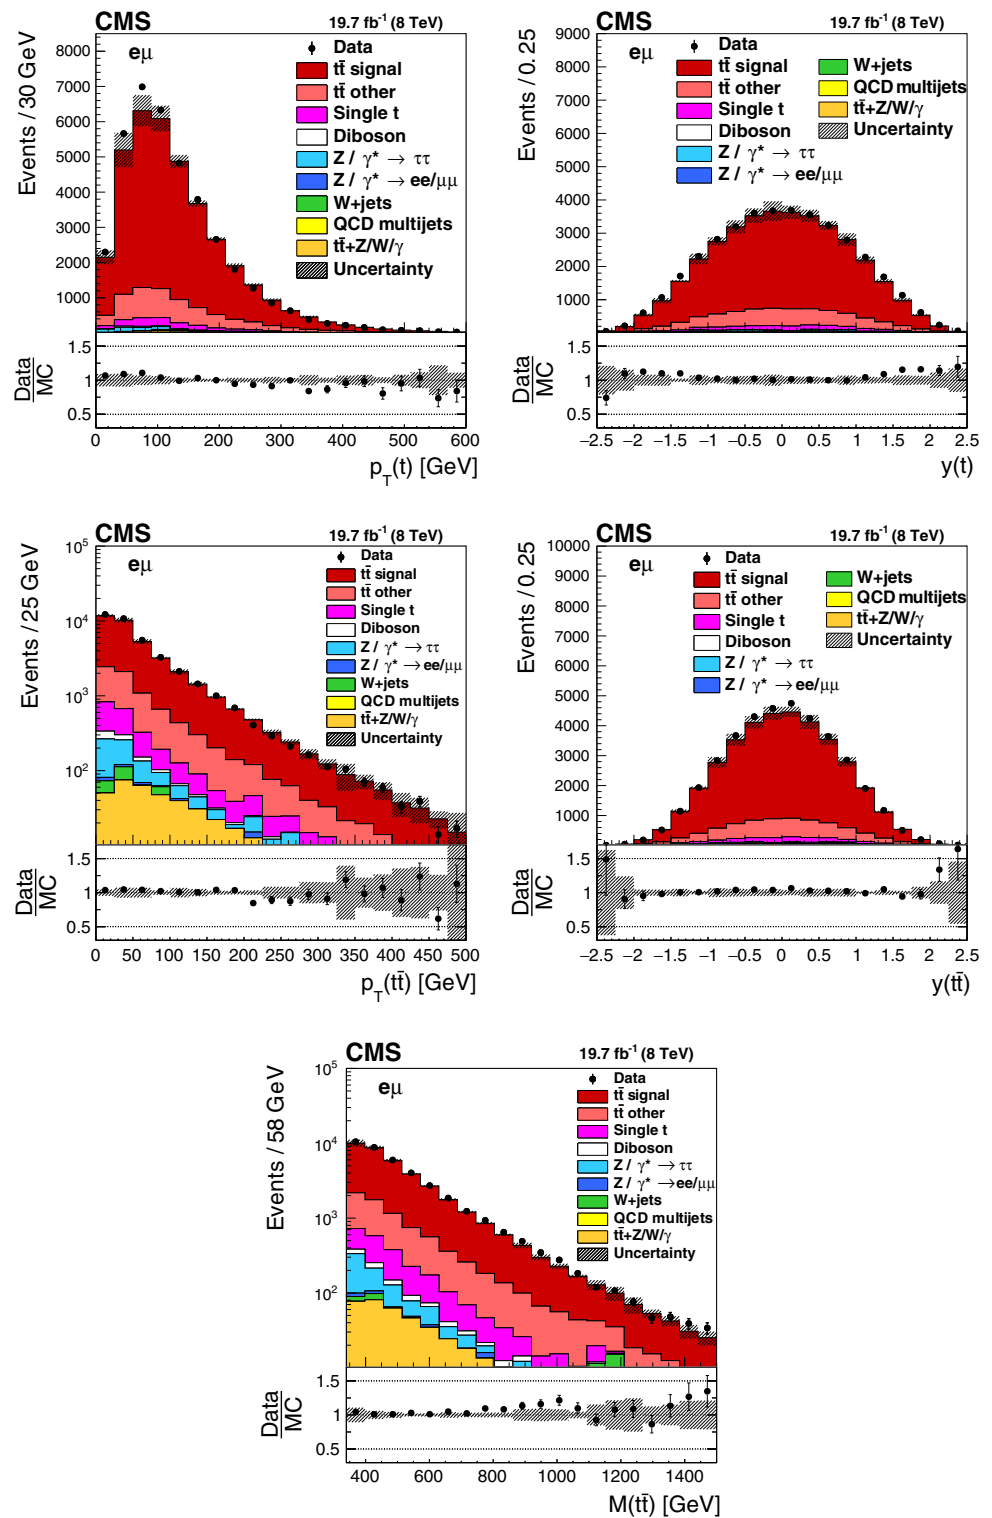 CMS 19.7 fb⁻¹ (8 TeV)
Events / 30 GeV
8000
7000
6000
5000
4000
3000
2000
1000
eμ
Data
tt̄ signal
tt̄ other
Single t
Diboson
Z / γ* → ττ
Z / γ* → ee/μμ
W+jets
QCD multijets
tt̄+Z/W/γ
Uncertainty
Data
MC
1.5
1
0.5
0 100 200 300 400 500 600
p_T(t) [GeV]
CMS 19.7 fb⁻¹ (8 TeV)
Events / 0.25
9000
8000
7000
6000
5000
4000
3000
2000
1000
eμ
Data
tt̄ signal
tt̄ other
Single t
Diboson
Z / γ* → ττ
Z / γ* → ee/μμ
W+jets
QCD multijets
tt̄+Z/W/γ
Uncertainty
Data
MC
1.5
1
0.5
−2.5 −2 −1.5 −1 −0.5 0 0.5 1 1.5 2 2.5
y(t)
CMS 19.7 fb⁻¹ (8 TeV)
Events / 25 GeV
10⁵
10⁴
10³
10²
eμ
Data
tt̄ signal
tt̄ other
Single t
Diboson
Z / γ* → ττ
Z / γ* → ee/μμ
W+jets
QCD multijets
tt̄+Z/W/γ
Uncertainty
Data
MC
1.5
1
0.5
0 50 100 150 200 250 300 350 400 450 500
p_T(tt̄) [GeV]
CMS 19.7 fb⁻¹ (8 TeV)
Events / 0.25
10000
9000
8000
7000
6000
5000
4000
3000
2000
1000
eμ
Data
tt̄ signal
tt̄ other
Single t
Diboson
Z / γ* → ττ
Z / γ* → ee/μμ
W+jets
QCD multijets
tt̄+Z/W/γ
Uncertainty
Data
MC
1.5
1
0.5
−2.5 −2 −1.5 −1 −0.5 0 0.5 1 1.5 2 2.5
y(tt̄)
CMS 19.7 fb⁻¹ (8 TeV)
Events / 58 GeV
10⁵
10⁴
10³
10²
eμ
Data
tt̄ signal
tt̄ other
Single t
Diboson
Z / γ* → ττ
Z / γ* → ee/μμ
W+jets
QCD multijets
tt̄+Z/W/γ
Uncertainty
Data
MC
1.5
1
0.5
400 600 800 1000 1200 1400
M(tt̄) [GeV]